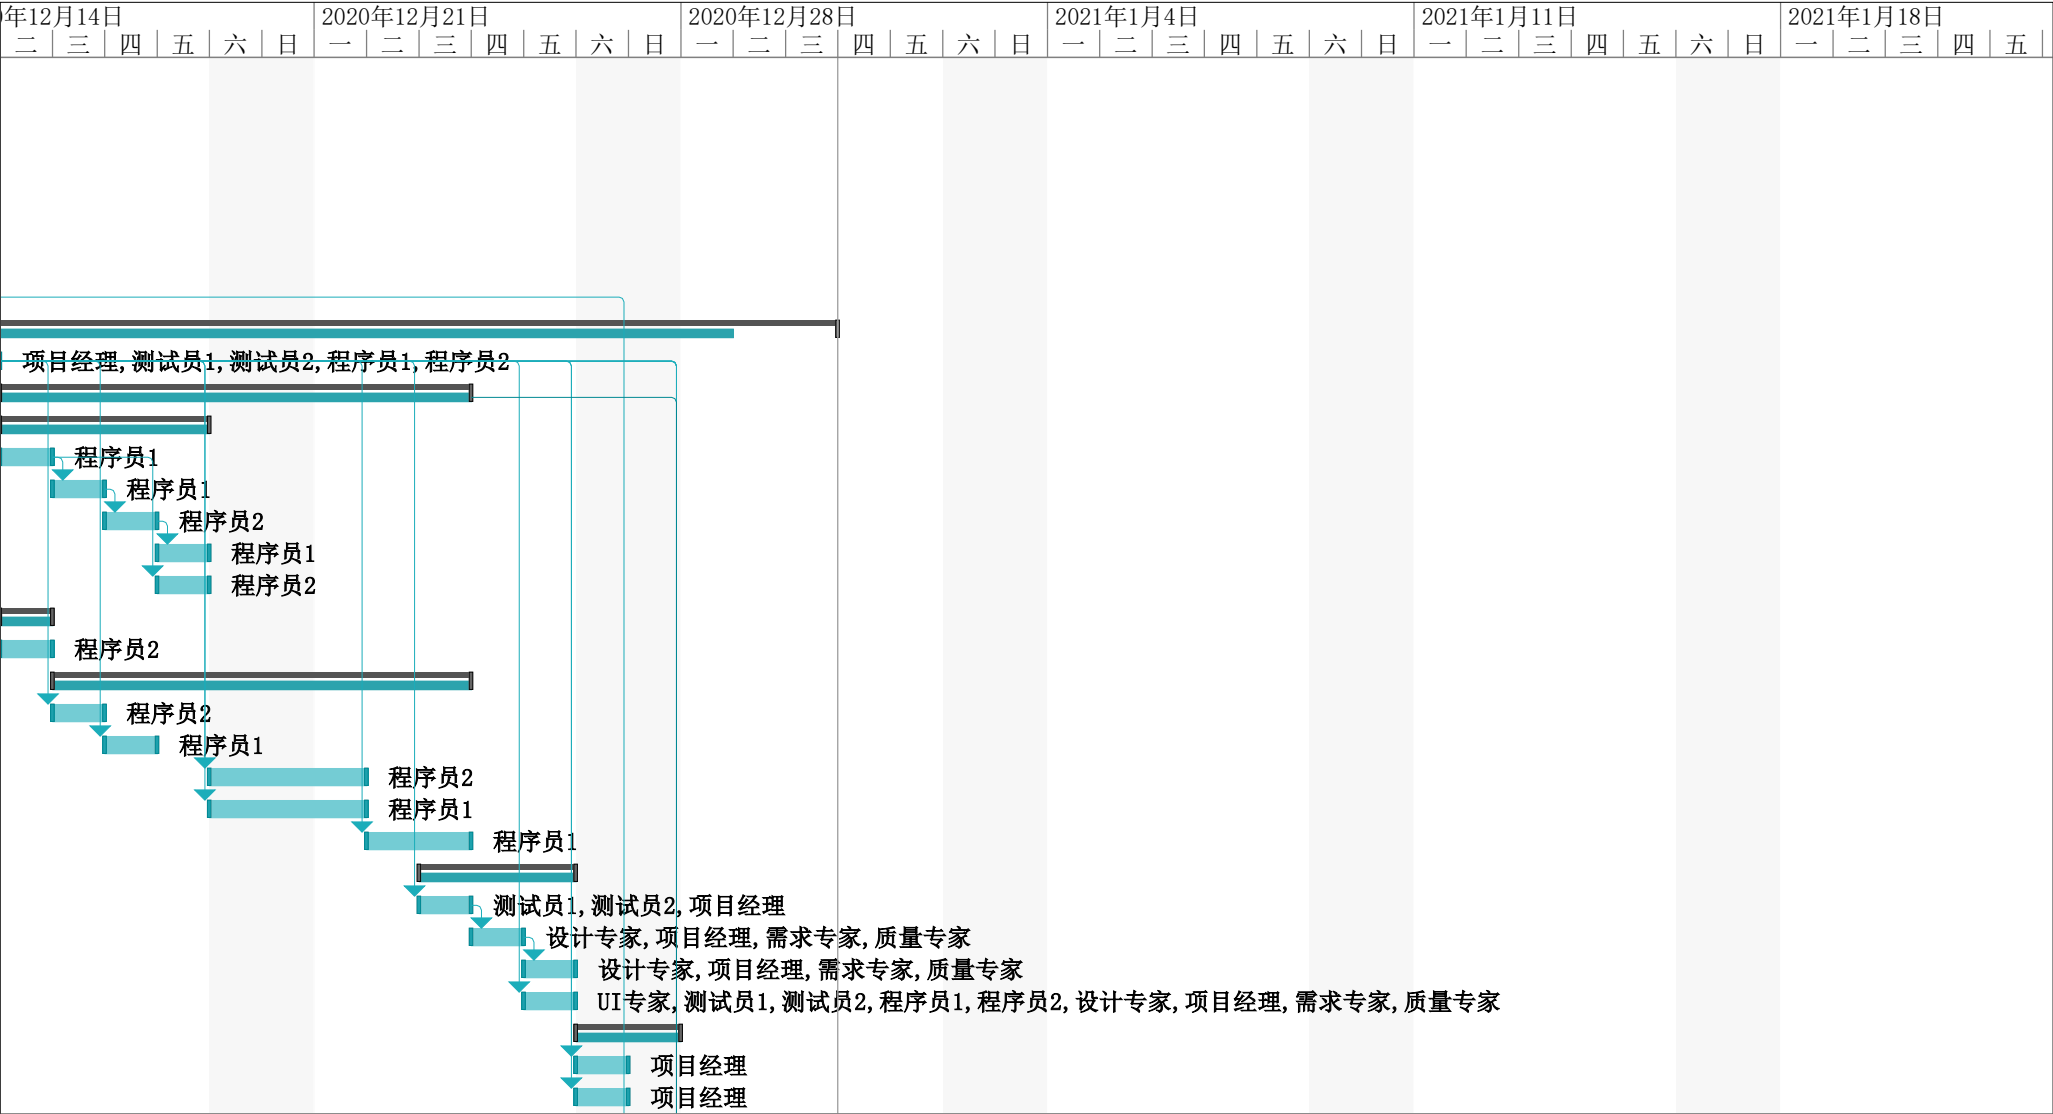 年12月14日 2020年12月21日 2020年12月28日 2021年1月4日 2021年1月11日 2021年1月18日
二 三 四 五 六 日 一 二 三 四 五 六 日 一 二 三 四 五 六 日 一 二 三 四 五 六 日 一 二 三 四 五 六 日 一 二 三 四 五
项目经理,测试员1,测试员2,程序员1,程序员2
程序员1
程序员1
程序员2
程序员1
程序员2
程序员2
程序员2
程序员1
程序员2
程序员1
程序员1
测试员1,测试员2,项目经理
设计专家,项目经理,需求专家,质量专家
设计专家,项目经理,需求专家,质量专家
UI专家,测试员1,测试员2,程序员1,程序员2,设计专家,项目经理,需求专家,质量专家
项目经理
项目经理